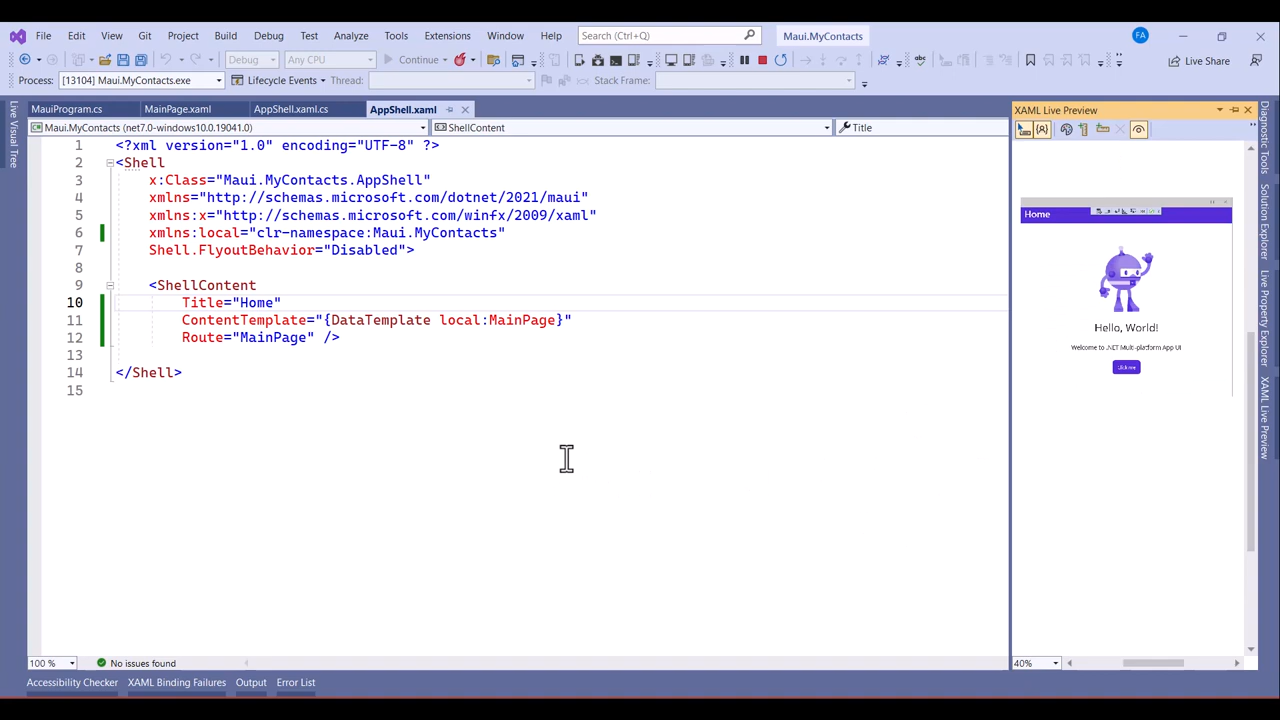 File Edit View Git Project Build Debug Test Analyze Tools Extensions Window Help Search (Ctrl+Q) Maui.MyContacts FA
Debug Any CPU Continue Live Share
Process: [13104] Maui.MyContacts.exe Lifecycle Events Thread: Stack Frame:
MauiProgram.cs MainPage.xaml AppShell.xaml.cs AppShell.xaml
XAML Live Preview
Maui.MyContacts (net7.0-windows10.0.19041.0) ShellContent Title
Live Visual Tree
1 <?xml version="1.0" encoding="UTF-8" ?>
2 <Shell
3 x:Class="Maui.MyContacts.AppShell"
4 xmlns="http://schemas.microsoft.com/dotnet/2021/maui"
5 xmlns:x="http://schemas.microsoft.com/winfx/2009/xaml"
6 xmlns:local="clr-namespace:Maui.MyContacts"
7 Shell.FlyoutBehavior="Disabled">
8
9 <ShellContent
10 Title="Home"
11 ContentTemplate="{DataTemplate local:MainPage}"
12 Route="MainPage" />
13
14 </Shell>
15
Home
Hello, World!
Welcome to .NET Multi-platform App UI
Click me
Diagnostic Tools
Solution Explorer
Live Property Explorer
XAML Live Preview
100 % No issues found
40%
Accessibility Checker XAML Binding Failures Output Error List